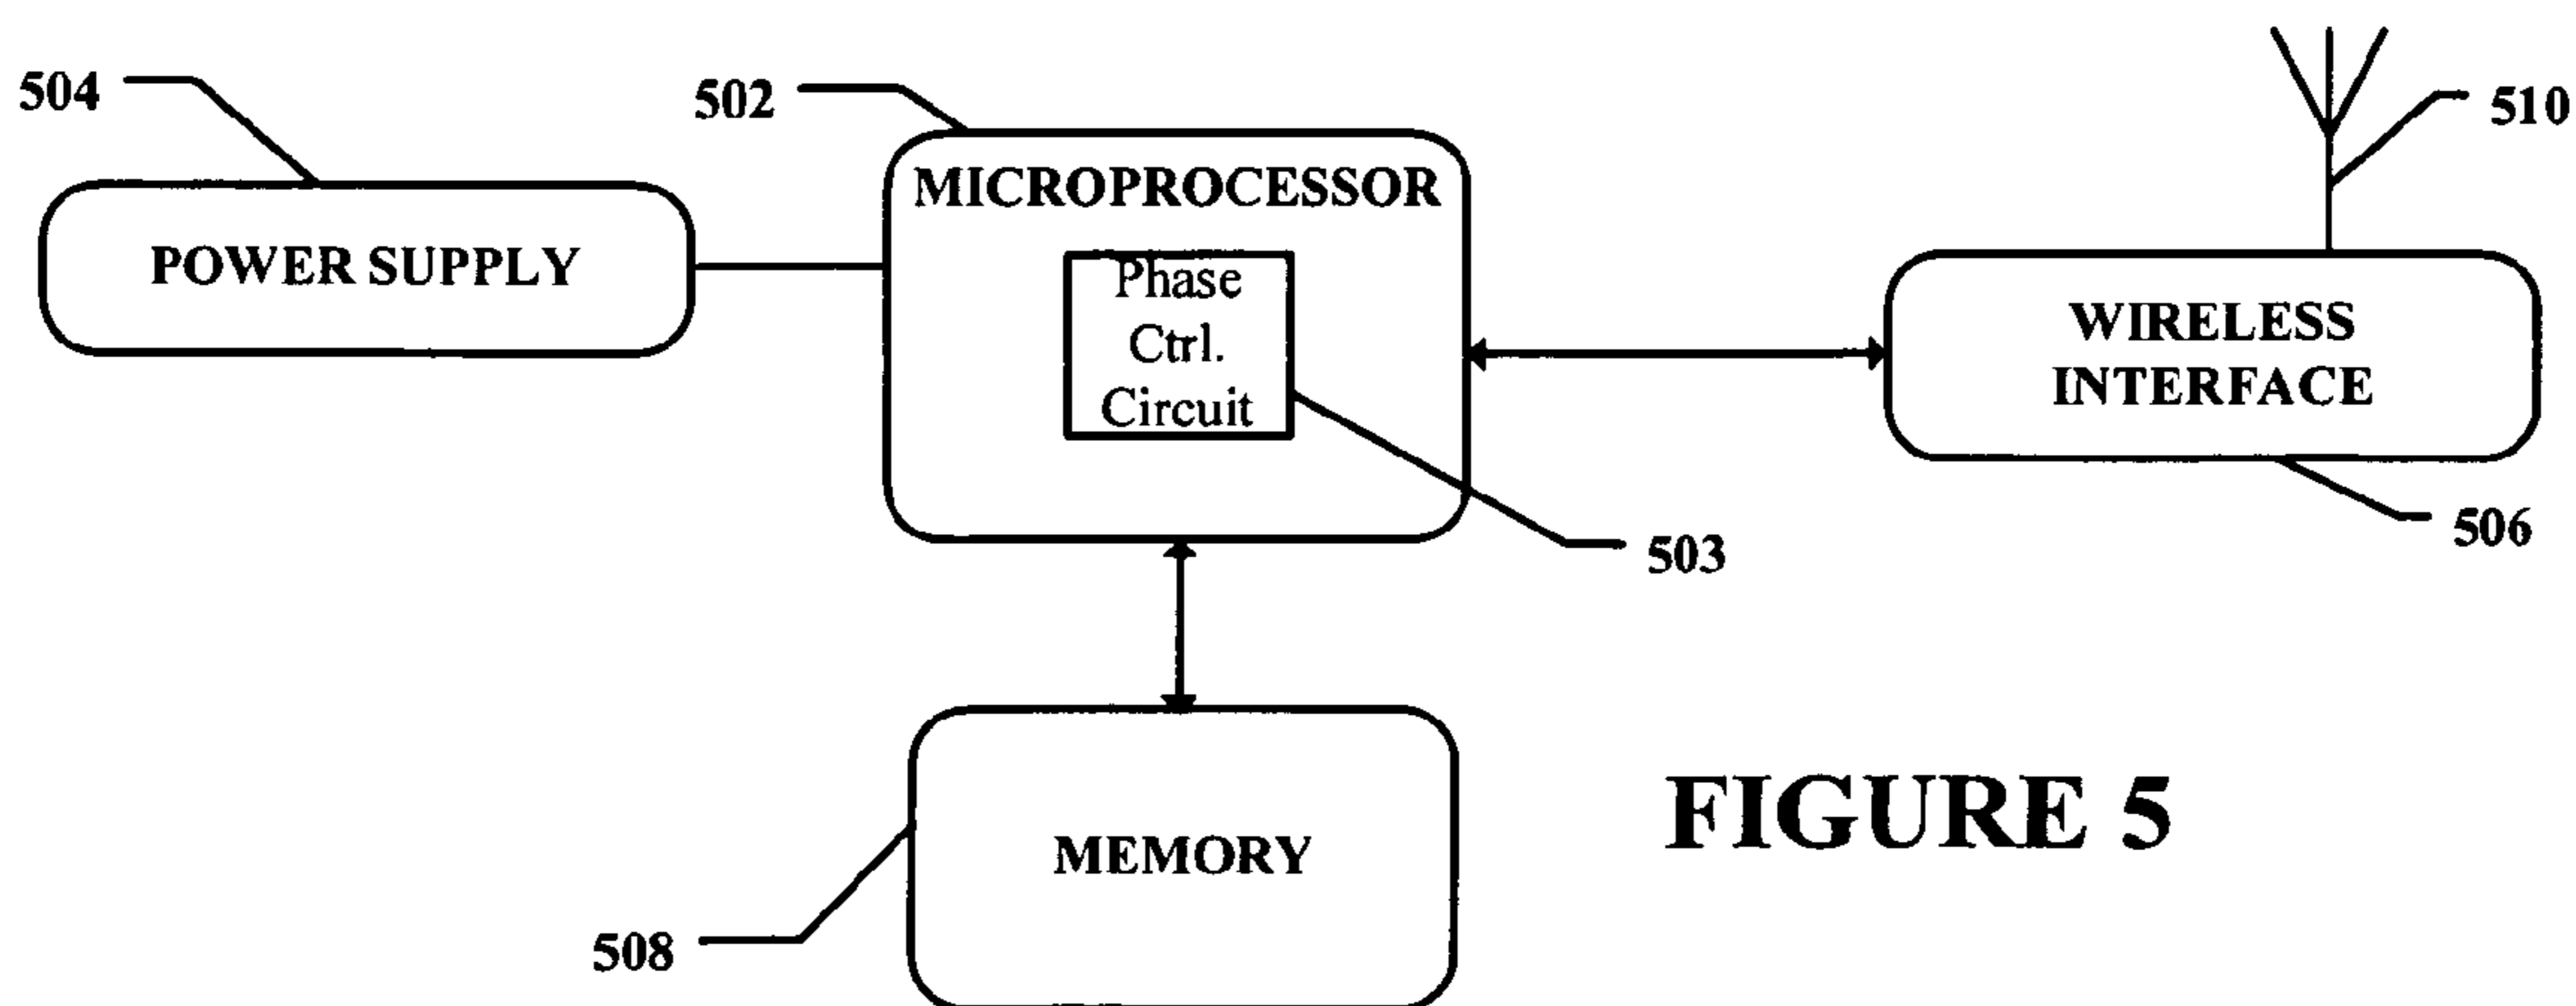 504
502
510
MICROPROCESSOR
POWER SUPPLY
Phase
Ctrl.
Circuit
WIRELESS
INTERFACE
503
506
MEMORY
508
FIGURE 5